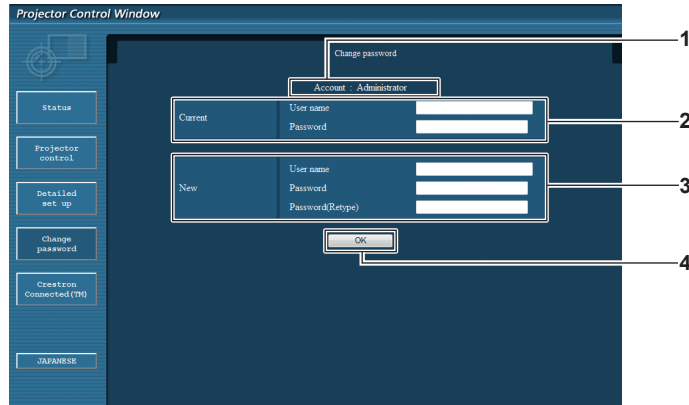 Projector Control Window
1
Change password
Account : Administrator
Status
Current
User name
Password
2
Projector
control
New
User name
Password
Password(Retype)
3
Detailed
set up
OK
Change
password
4
Crestron
Connected(TM)
JAPANESE